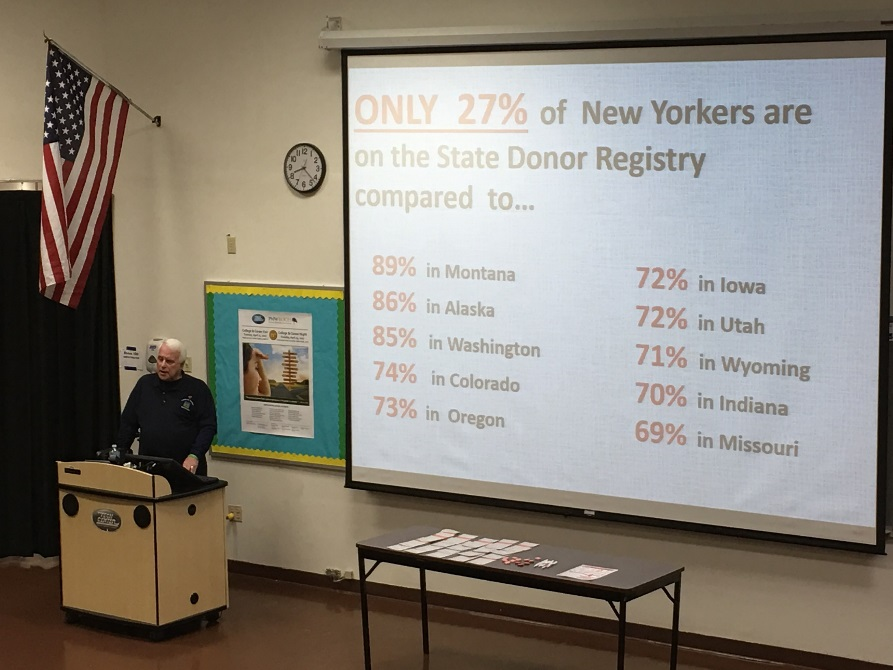 ONLY 27% of New Yorkers are
on the State Donor Registry
compared to...
89% in Montana
86% in Alaska
85% in Washington
74% in Colorado
73% in Oregon
72% in Iowa
72% in Utah
71% in Wyoming
70% in Indiana
69% in Missouri